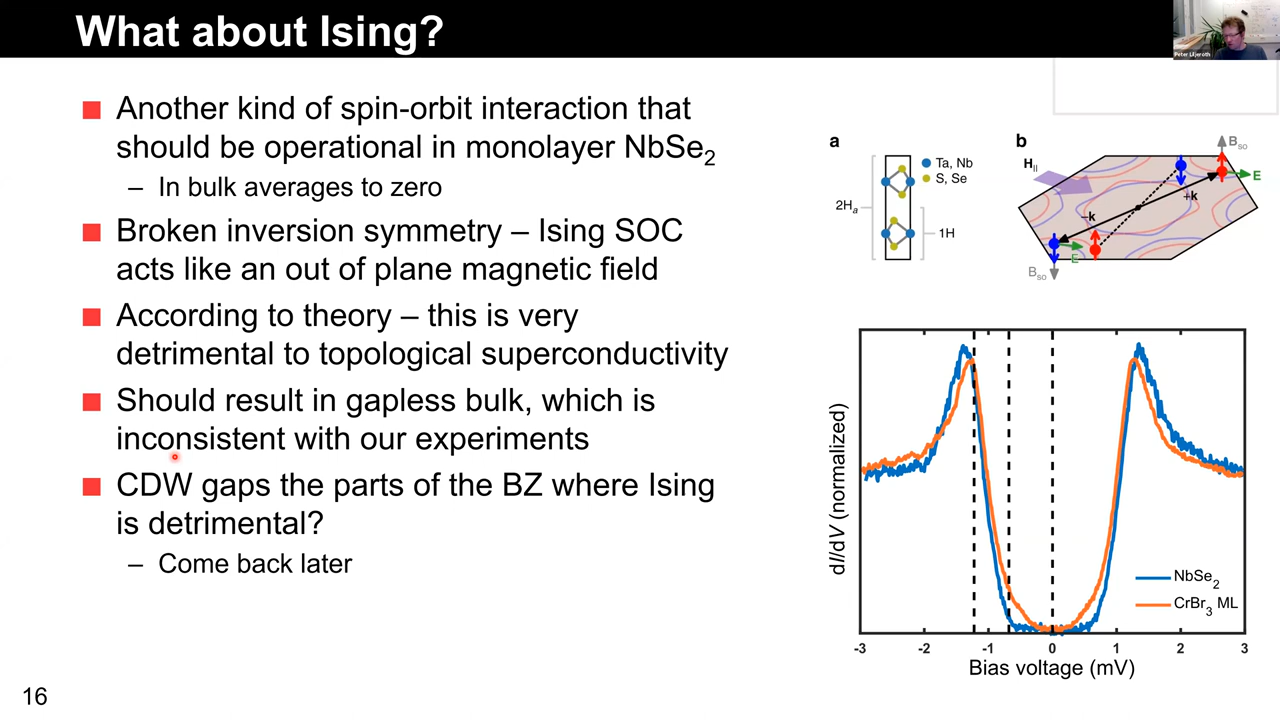 What about Ising?
Peter Liljeroth
Another kind of spin-orbit interaction that
should be operational in monolayer NbSe2
– In bulk averages to zero
Broken inversion symmetry – Ising SOC
acts like an out of plane magnetic field
According to theory – this is very
detrimental to topological superconductivity
Should result in gapless bulk, which is
inconsistent with our experiments
CDW gaps the parts of the BZ where Ising
is detrimental?
– Come back later
16
a
Ta, Nb
S, Se
2Ha
1H
b
H||
Bso
E
+k
–k
E
Bso
dI/dV (normalized)
NbSe2
CrBr3 ML
-3 -2 -1 0 1 2 3
Bias voltage (mV)